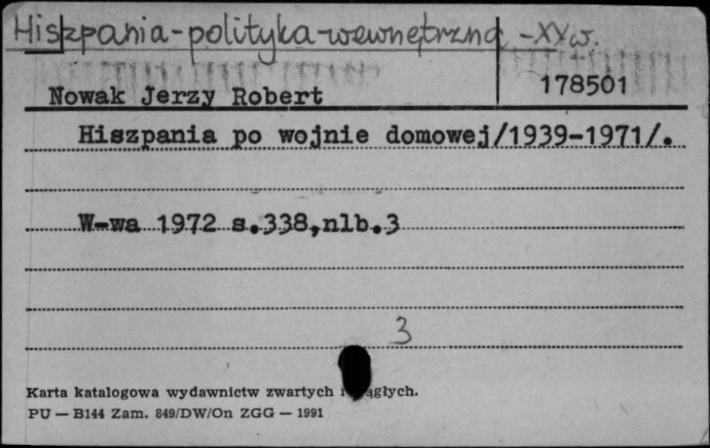 Hiszpania-polityka-wewnętrzna -XXw.
Nowak Jerzy Robert 178501
Hiszpania po wojnie domowej/1939-1971/.
W-wa 1972 s.338,nlb.3
3
Karta katalogowa wydawnictw zwartych i
PU — B144 Zam. 849/DW/On ZGG — 1991